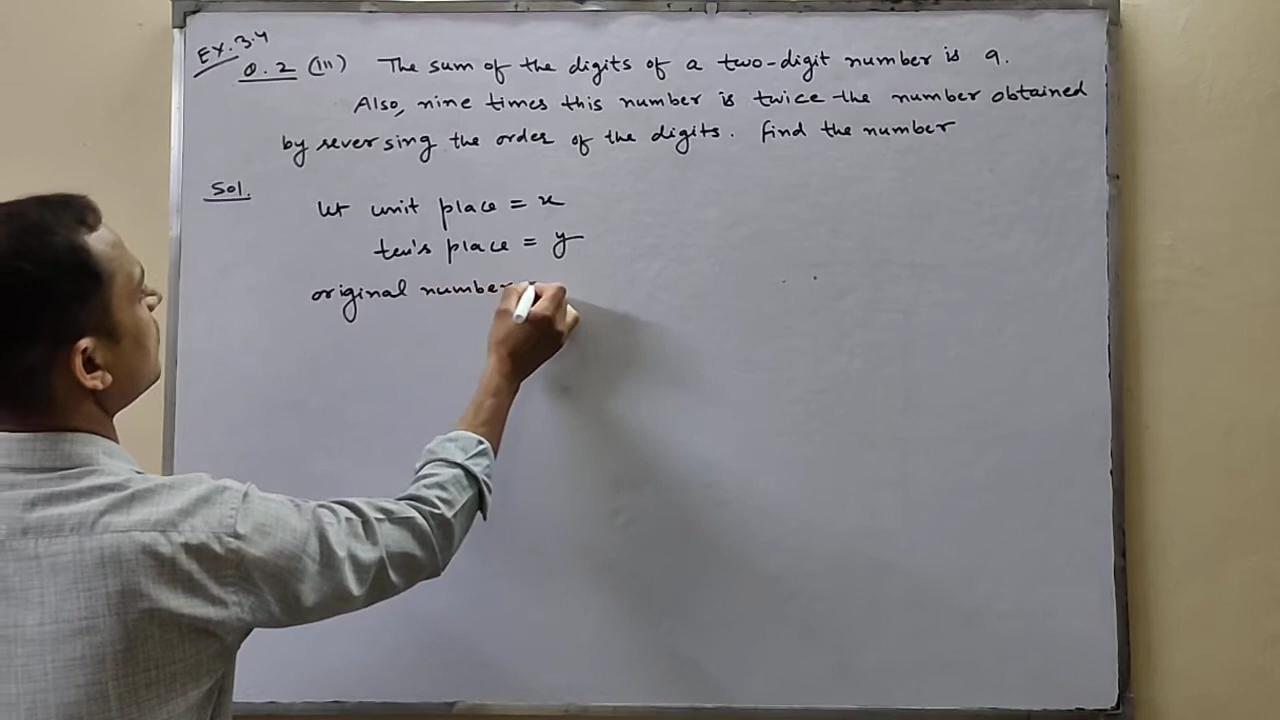 Ex. 3.4
Q. 2 (III) The sum of the digits of a two-digit number is 9.
Also, nine times this number is twice the number obtained
by reversing the order of the digits. Find the number
Sol.
let unit place = x
ten's place = y
original number